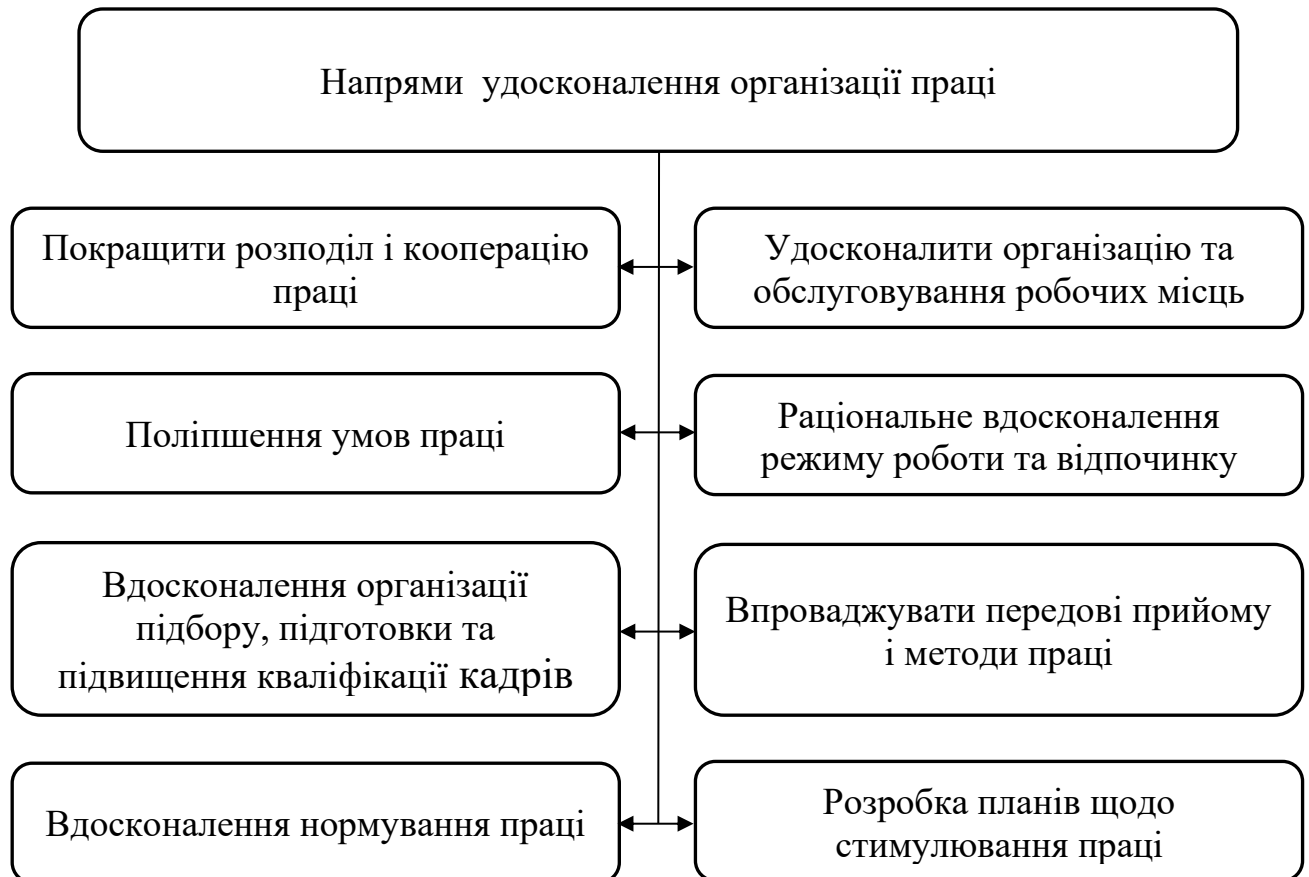 Напрями удосконалення організації праці
Покращити розподіл і кооперацію
праці
Удосконалити організацію та
обслуговування робочих місць
Поліпшення умов праці
Раціональне вдосконалення
режиму роботи та відпочинку
Вдосконалення організації
підбору, підготовки та
підвищення кваліфікації кадрів
Впроваджувати передові прийому
і методи праці
Вдосконалення нормування праці
Розробка планів щодо
стимулювання праці